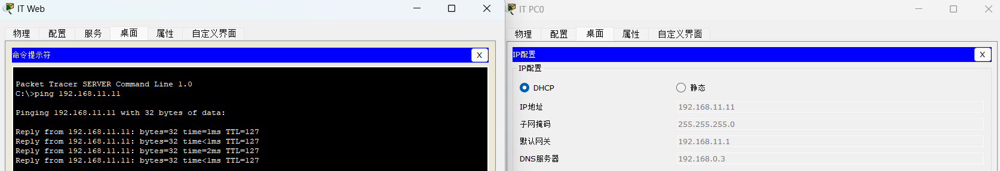 IT Web
物理 配置 服务 桌面 属性 自定义界面
命令提示符 X
Packet Tracer SERVER Command Line 1.0
C:\>ping 192.168.11.11
Pinging 192.168.11.11 with 32 bytes of data:
Reply from 192.168.11.11: bytes=32 time=1ms TTL=127
Reply from 192.168.11.11: bytes=32 time<1ms TTL=127
Reply from 192.168.11.11: bytes=32 time=2ms TTL=127
Reply from 192.168.11.11: bytes=32 time<1ms TTL=127
IT PC0
物理 配置 桌面 属性 自定义界面
IP配置 X
IP配置
DHCP 静态
IP地址 192.168.11.11
子网掩码 255.255.255.0
默认网关 192.168.11.1
DNS服务器 192.168.0.3